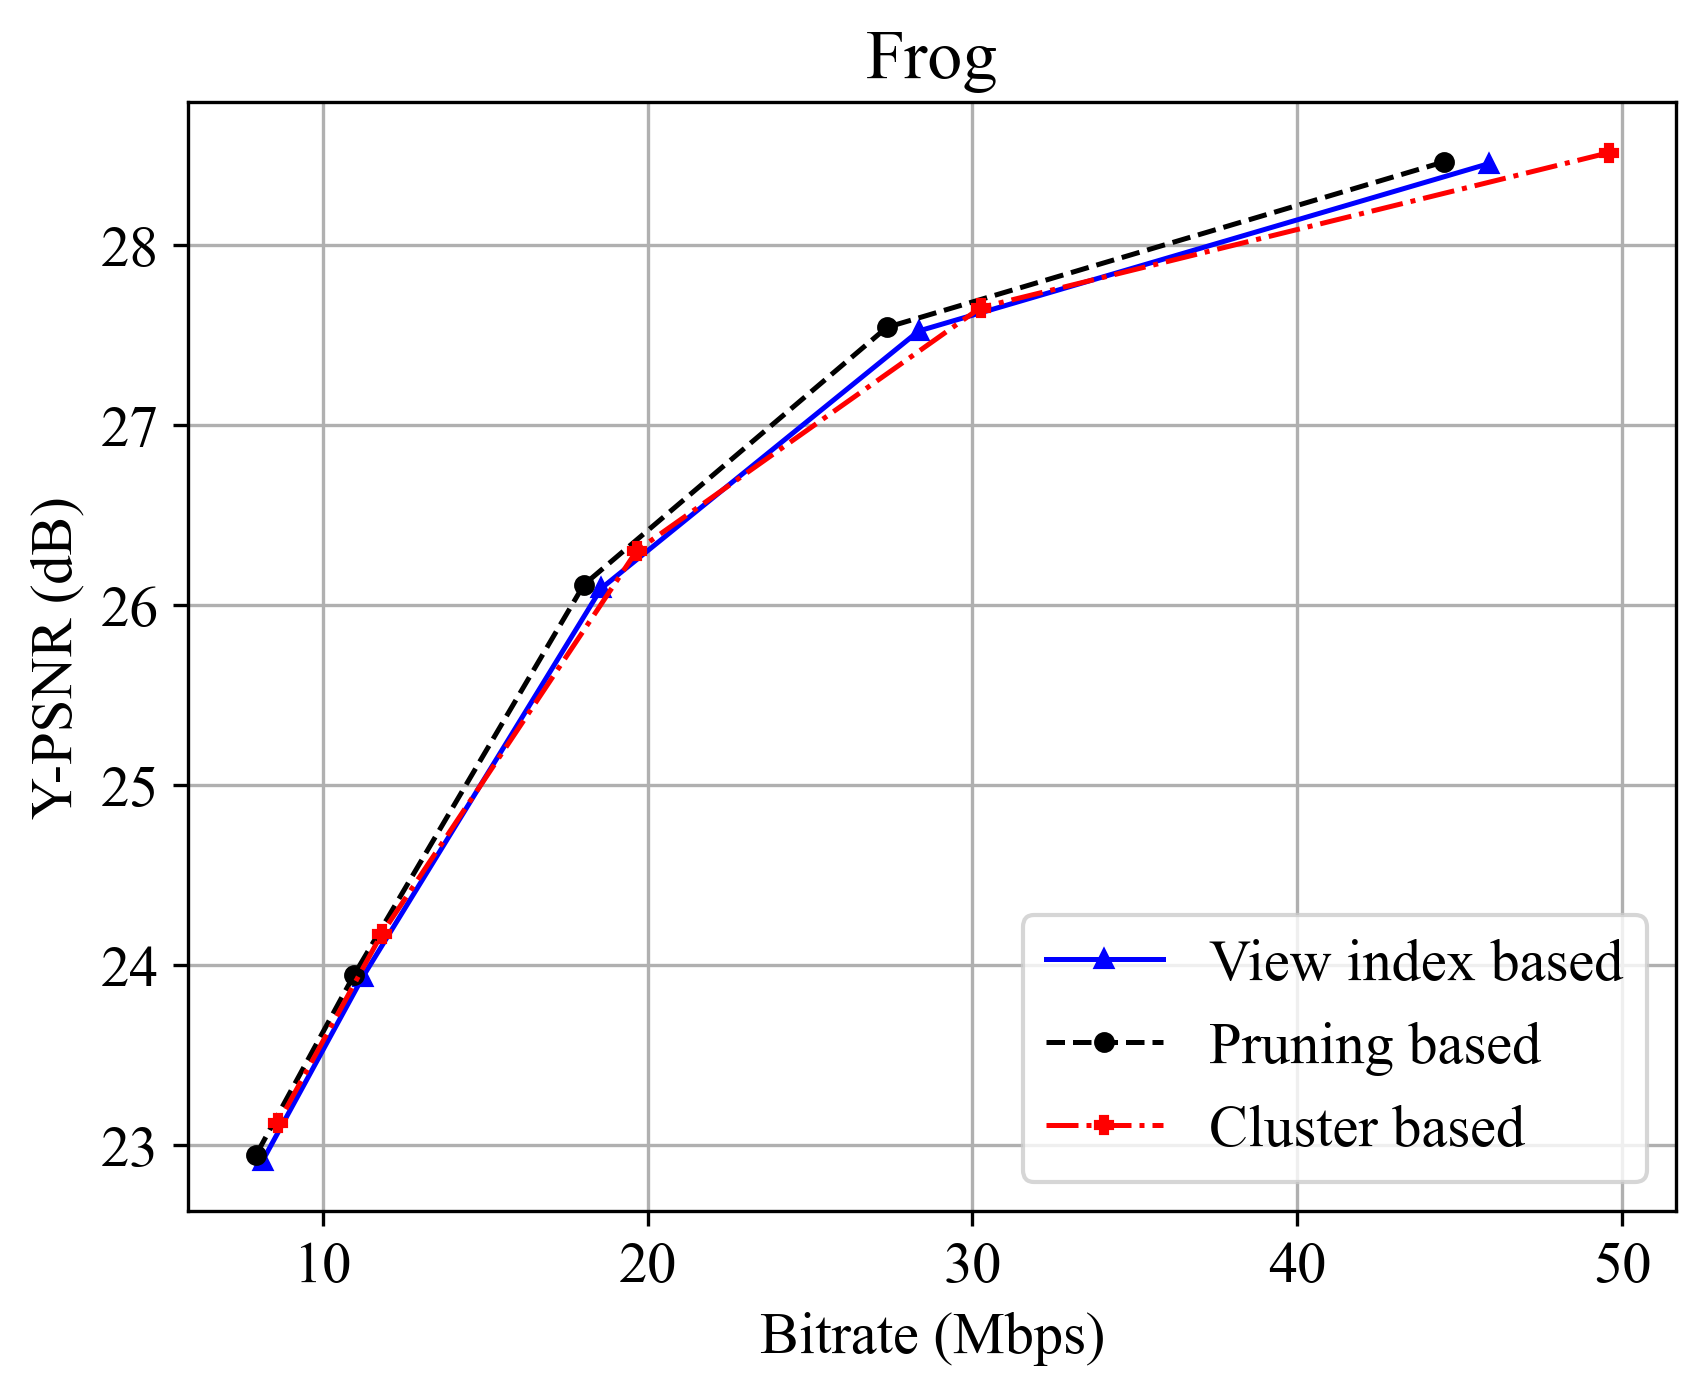 Frog
28
27
26
25
24
23
Y-PSNR (dB)
View index based
Pruning based
Cluster based
10 20 30 40 50
Bitrate (Mbps)